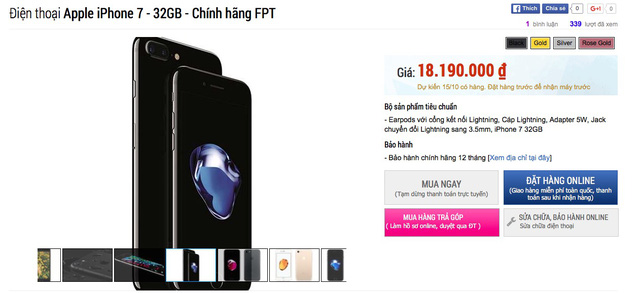 Điện thoại Apple iPhone 7 - 32GB - Chính hãng FPT
Thích Chia sẻ 0 G+1 0
1 bình luận 339 lượt đã xem
Black Gold Silver Rose Gold
Giá: 18.190.000 ₫
Dự kiến 15/10 có hàng. Đặt hàng trước để nhận máy trước
Bộ sản phẩm tiêu chuẩn
- Earpods với cổng kết nối Lightning, Cáp Lightning, Adapter 5W, Jack
chuyển đổi Lightning sang 3.5mm, iPhone 7 32GB
Bảo hành
- Bảo hành chính hãng 12 tháng [Xem địa chỉ tại đây]
MUA NGAY
(Tạm dừng thanh toán trực tuyến)
ĐẶT HÀNG ONLINE
(Giao hàng miễn phí toàn quốc, thanh
toán sau khi nhận hàng)
MUA HÀNG TRẢ GÓP
( Làm hồ sơ online, duyệt qua ĐT )
SỬA CHỮA, BẢO HÀNH ONLINE
Sửa chữa điện thoại